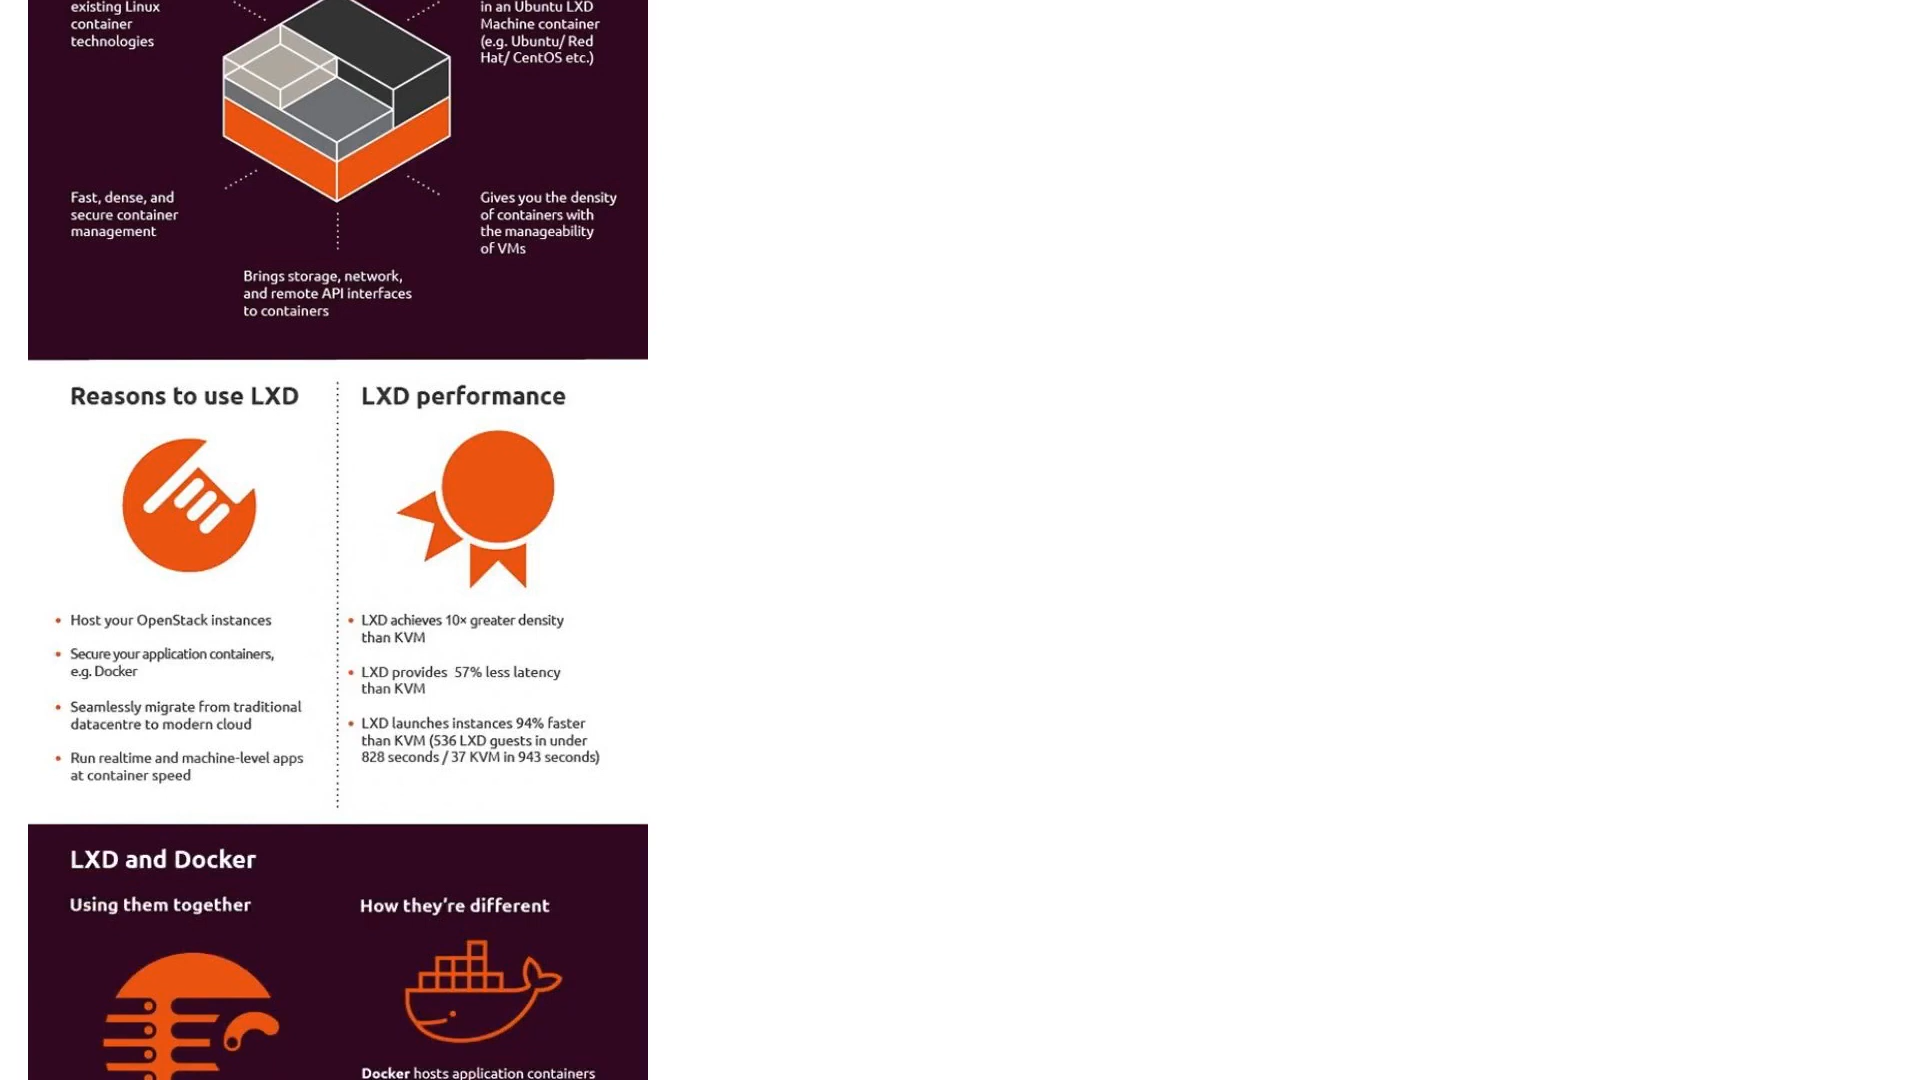 existing Linux
container
technologies
in an Ubuntu LXD
Machine container
(e.g. Ubuntu/ Red
Hat/ CentOS etc.)
Fast, dense, and
secure container
management
Gives you the density
of containers with
the manageability
of VMs
Brings storage, network,
and remote API interfaces
to containers
Reasons to use LXD
• Host your OpenStack instances
• Secure your application containers,
e.g. Docker
• Seamlessly migrate from traditional
datacentre to modern cloud
• Run realtime and machine-level apps
at container speed
LXD performance
• LXD achieves 10× greater density
than KVM
• LXD provides 57% less latency
than KVM
• LXD launches instances 94% faster
than KVM (536 LXD guests in under
828 seconds / 37 KVM in 943 seconds)
LXD and Docker
Using them together
How they're different
Docker hosts application containers